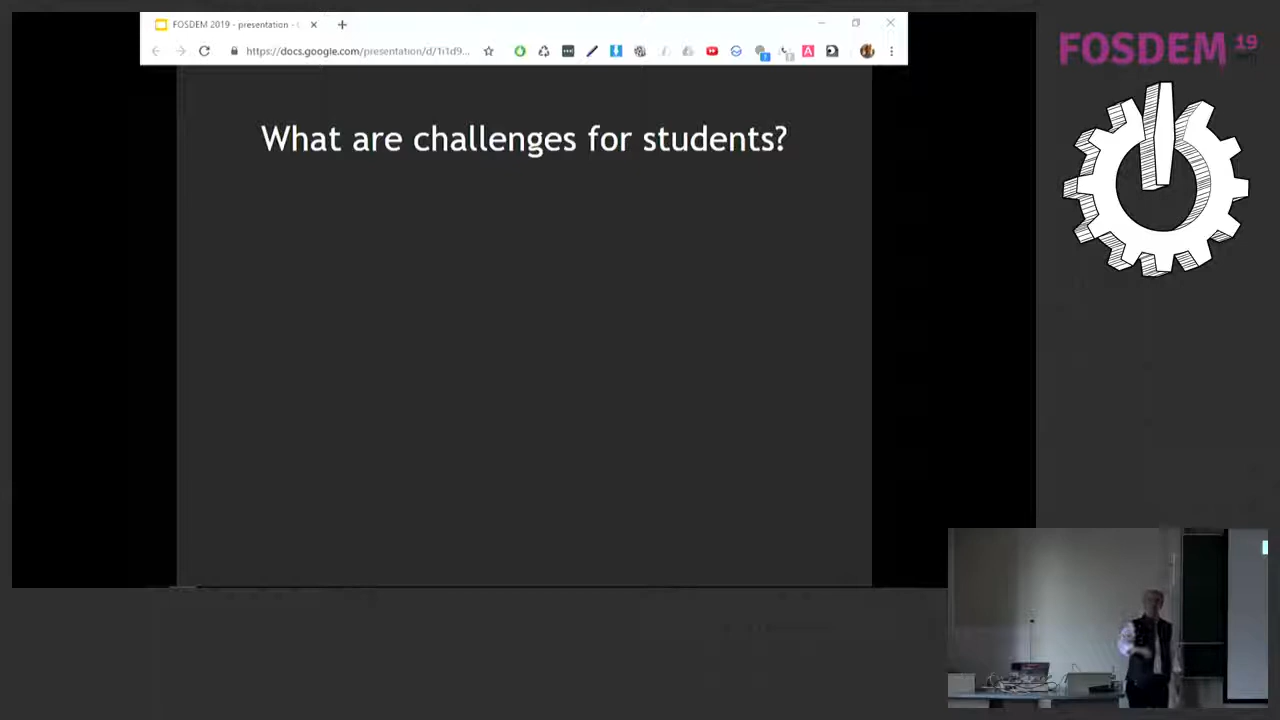 FOSDEM 2019 - presentation -
https://docs.google.com/presentation/d/1i1d9...
FOSDEM 19
What are challenges for students?